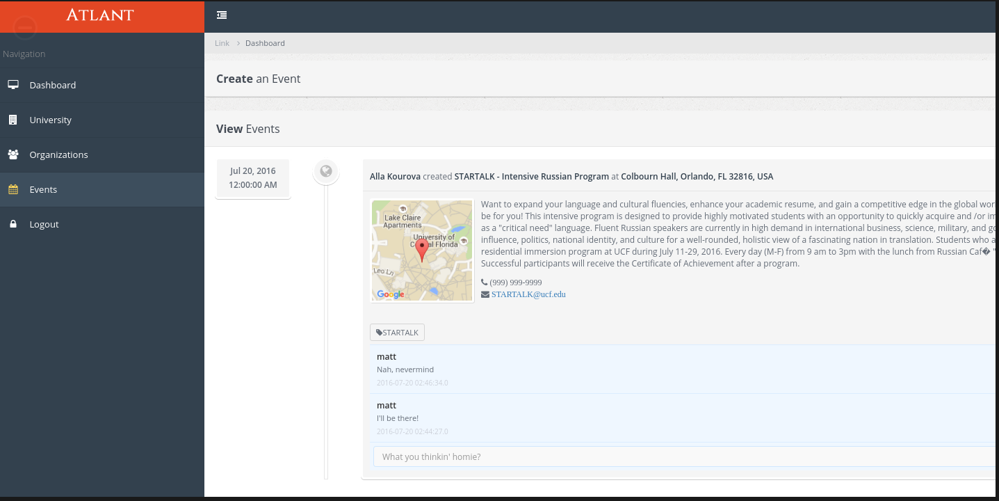 ATLANT
Navigation
Dashboard
University
Organizations
Events
Logout
Link > Dashboard
Create an Event
View Events
Jul 20, 2016
12:00:00 AM
Alla Kourova created STARTALK - Intensive Russian Program at Colbourn Hall, Orlando, FL 32816, USA
Lake Claire
Apartments
University of
Central Florida
Leo Ln
Google
Want to expand your language and cultural fluencies, enhance your academic resume, and gain a competitive edge in the global wor
be for you! This intensive program is designed to provide highly motivated students with an opportunity to quickly acquire and /or im
as a "critical need" language. Fluent Russian speakers are currently in high demand in international business, science, military, and go
influence, politics, national identity, and culture for a well-rounded, holistic view of a fascinating nation in translation. Students who a
residential immersion program at UCF during July 11-29, 2016. Every day (M-F) from 9 am to 3pm with the lunch from Russian Caf� "
Successful participants will receive the Certificate of Achievement after a program.
(999) 999-9999
STARTALK@ucf.edu
STARTALK
matt
Nah, nevermind
2016-07-20 02:46:34.0
matt
I'll be there!
2016-07-20 02:44:27.0
What you thinkin' homie?